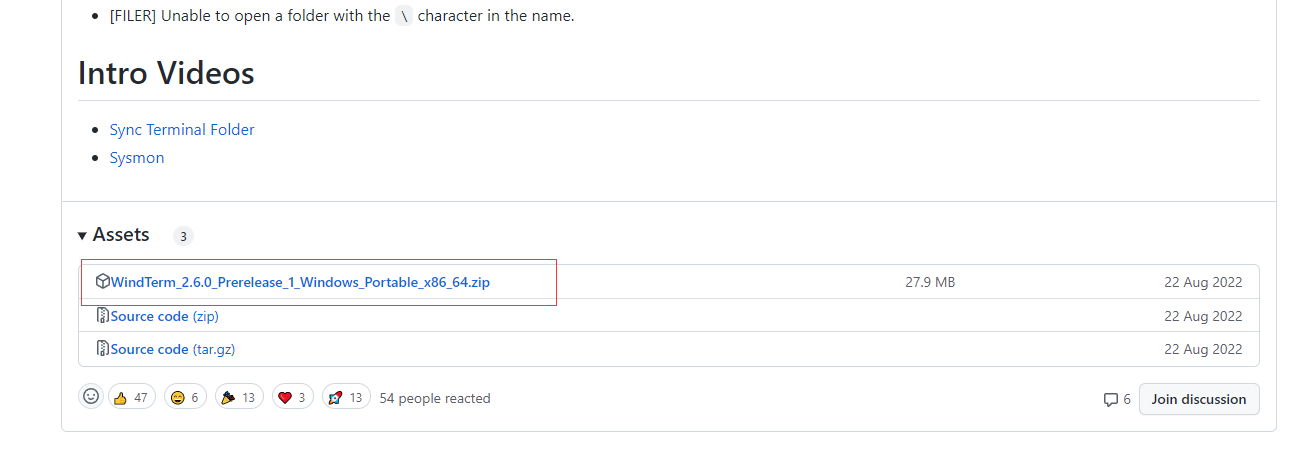 [FILER] Unable to open a folder with the \ character in the name.
Intro Videos
Sync Terminal Folder
Sysmon
Assets 3
WindTerm_2.6.0_Prerelease_1_Windows_Portable_x86_64.zip 27.9 MB 22 Aug 2022
Source code (zip) 22 Aug 2022
Source code (tar.gz) 22 Aug 2022
47 6 13 3 13 54 people reacted 6 Join discussion